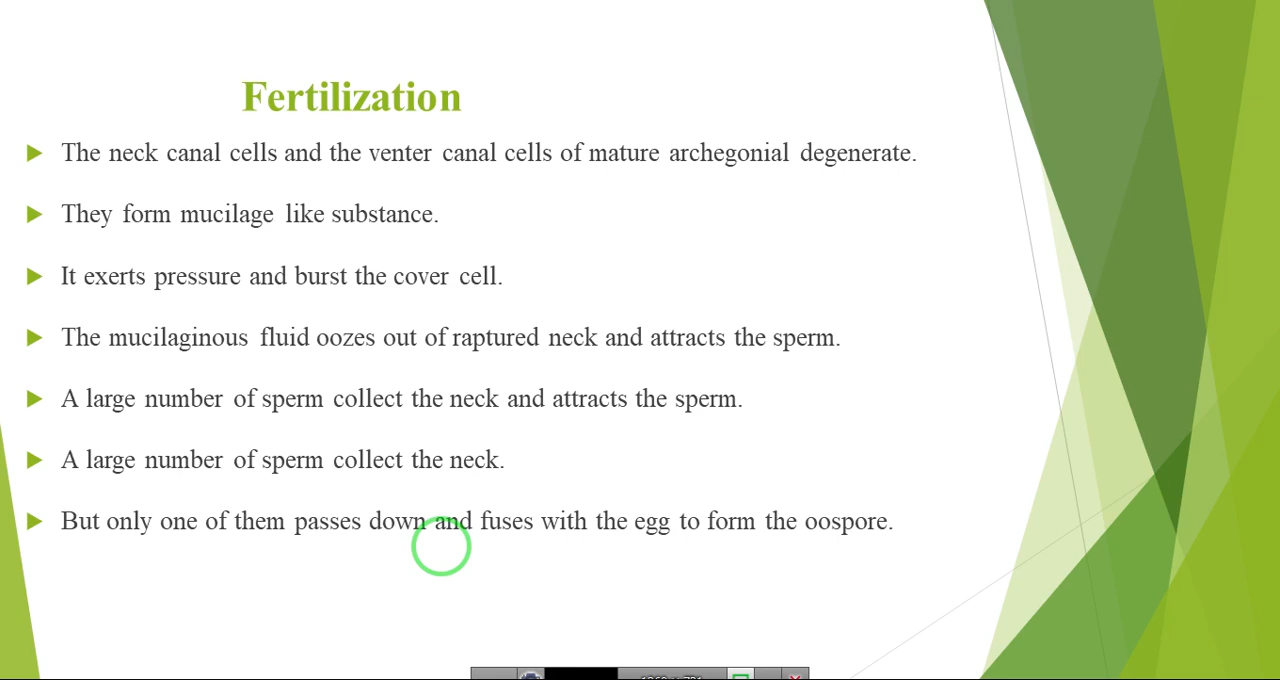 Fertilization
The neck canal cells and the venter canal cells of mature archegonial degenerate.
They form mucilage like substance.
It exerts pressure and burst the cover cell.
The mucilaginous fluid oozes out of raptured neck and attracts the sperm.
A large number of sperm collect the neck and attracts the sperm.
A large number of sperm collect the neck.
But only one of them passes down and fuses with the egg to form the oospore.